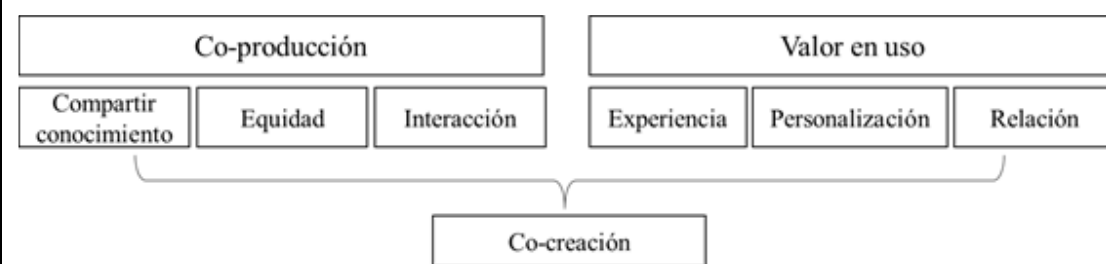 Co-producción
Valor en uso
Compartir
conocimiento
Equidad
Interacción
Experiencia
Personalización
Relación
Co-creación